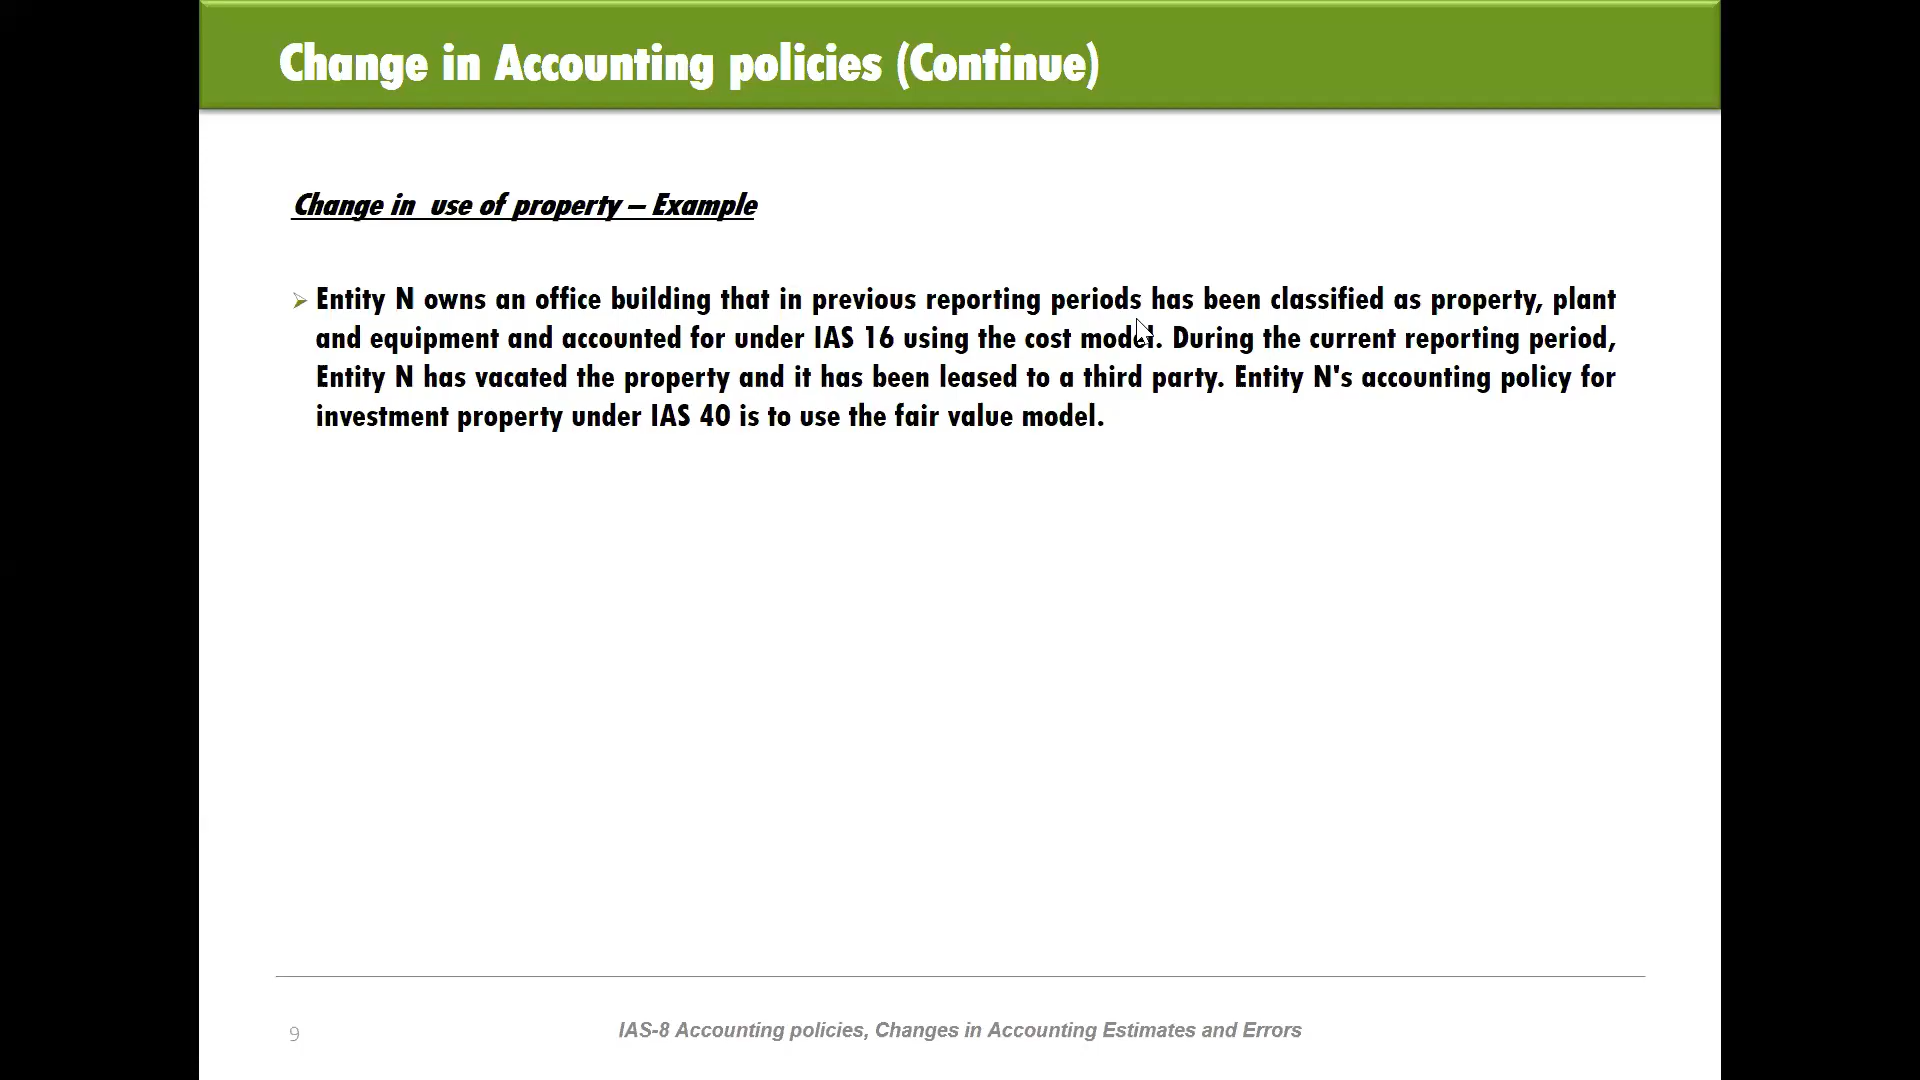 Change in Accounting policies (Continue)
Change in use of property – Example
Entity N owns an office building that in previous reporting periods has been classified as property, plant
and equipment and accounted for under IAS 16 using the cost model. During the current reporting period,
Entity N has vacated the property and it has been leased to a third party. Entity N's accounting policy for
investment property under IAS 40 is to use the fair value model.
9
IAS-8 Accounting policies, Changes in Accounting Estimates and Errors